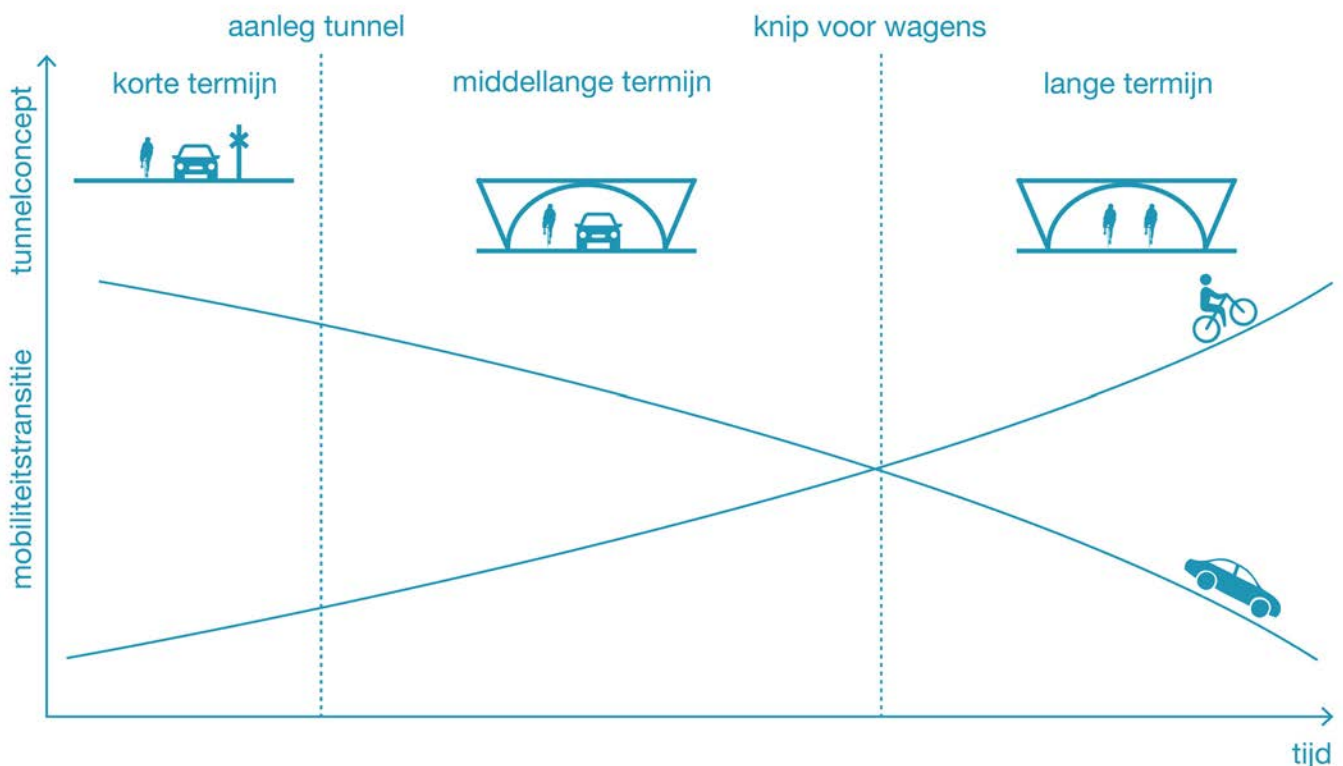 aanleg tunnel
knip voor wagens
korte termijn
middellange termijn
lange termijn
tunnelconcept
mobiliteitstransitie
tijd